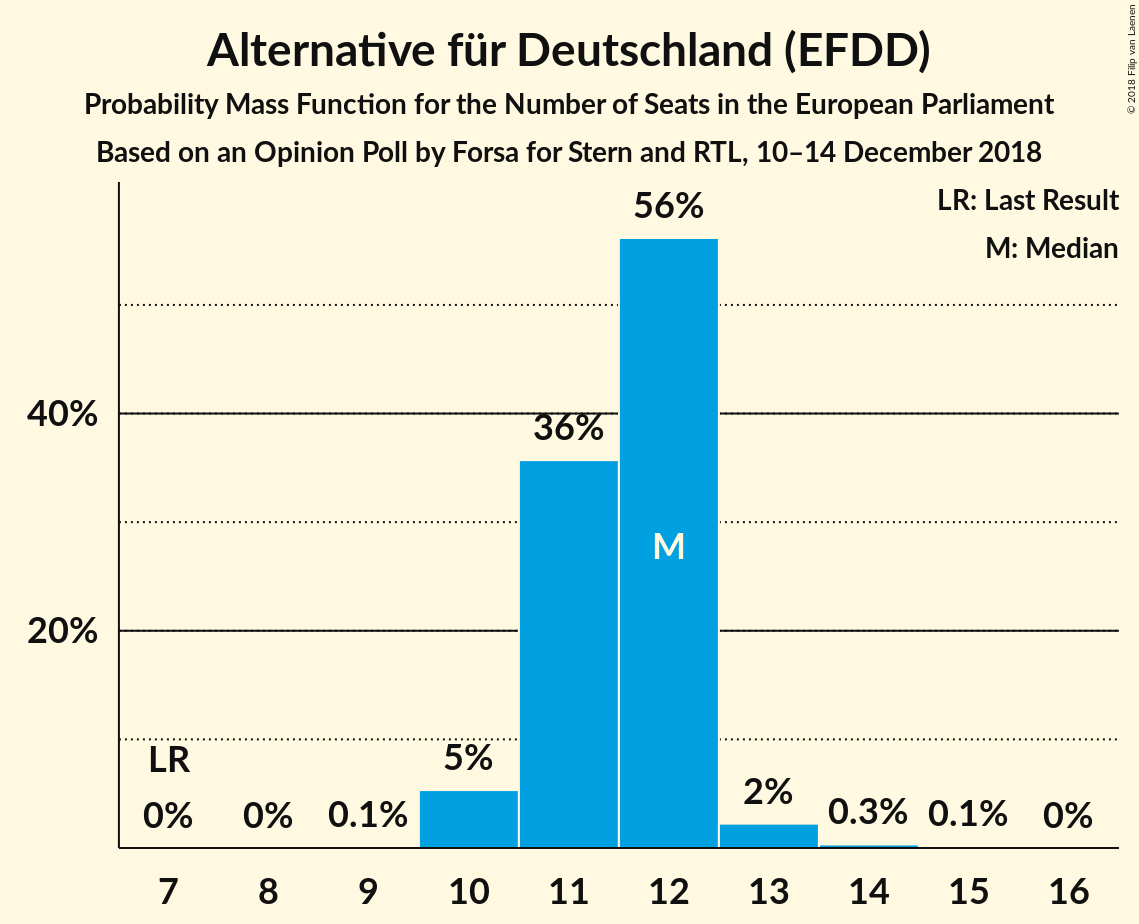 Alternative für Deutschland (EFDD)
Probability Mass Function for the Number of Seats in the European Parliament
Based on an Opinion Poll by Forsa for Stern and RTL, 10–14 December 2018
© 2018 Filip van Laenen
LR: Last Result
M: Median
56%
40%
36%
M
20%
LR
5%
0%
0%
0.1%
2%
0.3%
0.1%
0%
7 8 9 10 11 12 13 14 15 16